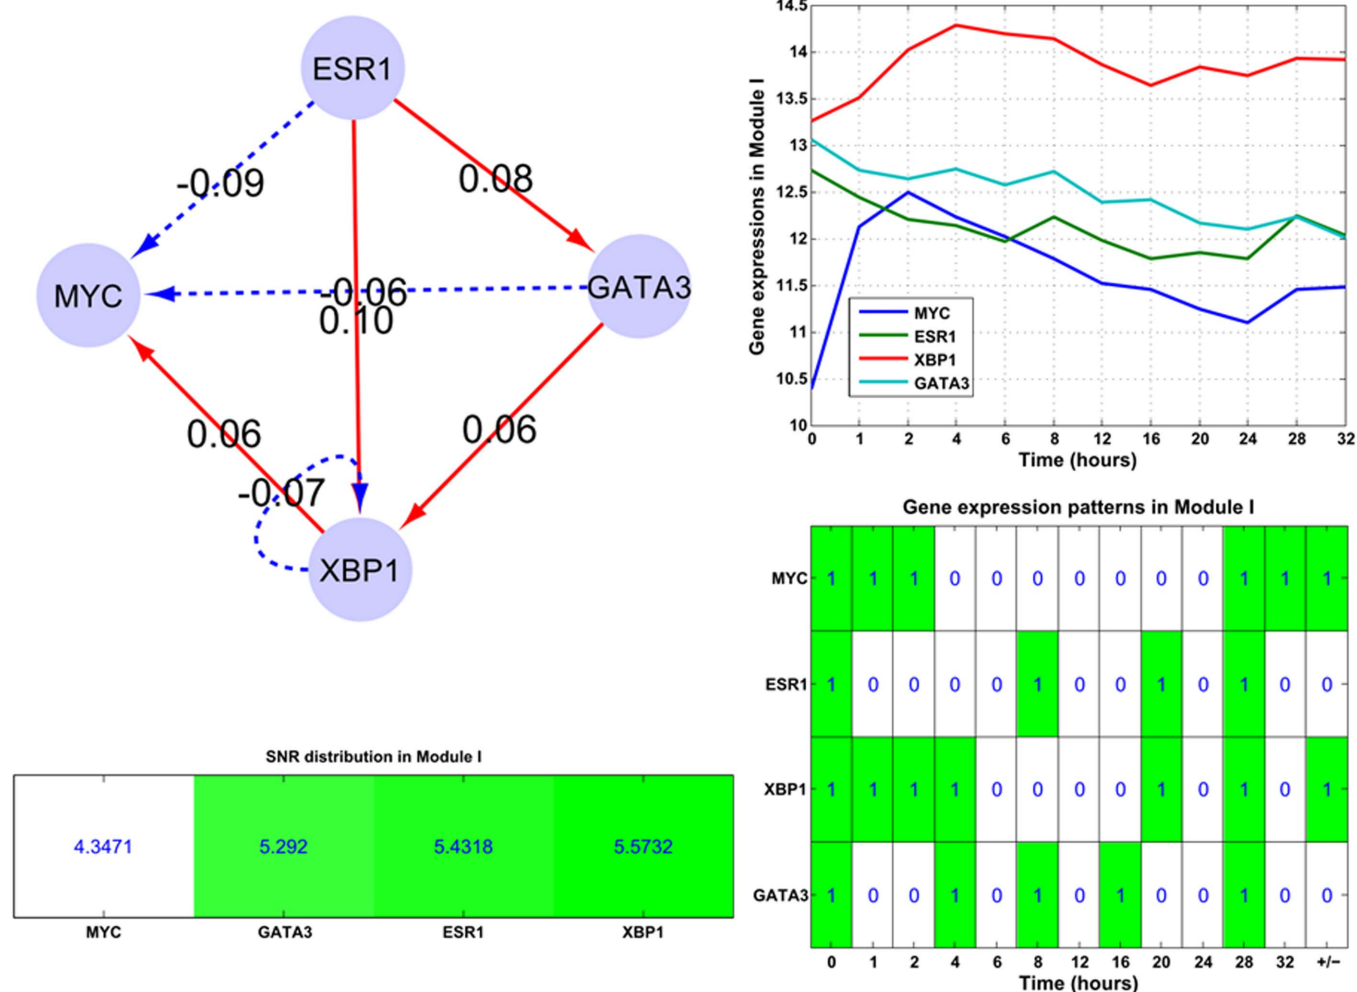 ESR1
-0.09
0.08
MYC
GATA3
-0.06
0.10
0.06
0.06
-0.07
XBP1
Gene expressions in Module I
14.5
14
13.5
13
12.5
12
11.5
11
10.5
10
MYC
ESR1
XBP1
GATA3
0 1 2 4 6 8 12 16 20 24 28 32
Time (hours)
SNR distribution in Module I
4.3471 5.292 5.4318 5.5732
MYC GATA3 ESR1 XBP1
Gene expression patterns in Module I
MYC 1 1 1 0 0 0 0 0 0 0 1 1 1
ESR1 1 0 0 0 0 1 0 0 1 0 1 0 0
XBP1 1 1 1 1 0 0 0 0 1 0 1 0 1
GATA3 1 0 0 1 0 1 0 1 0 0 1 0 0
0 1 2 4 6 8 12 16 20 24 28 32 +/−
Time (hours)